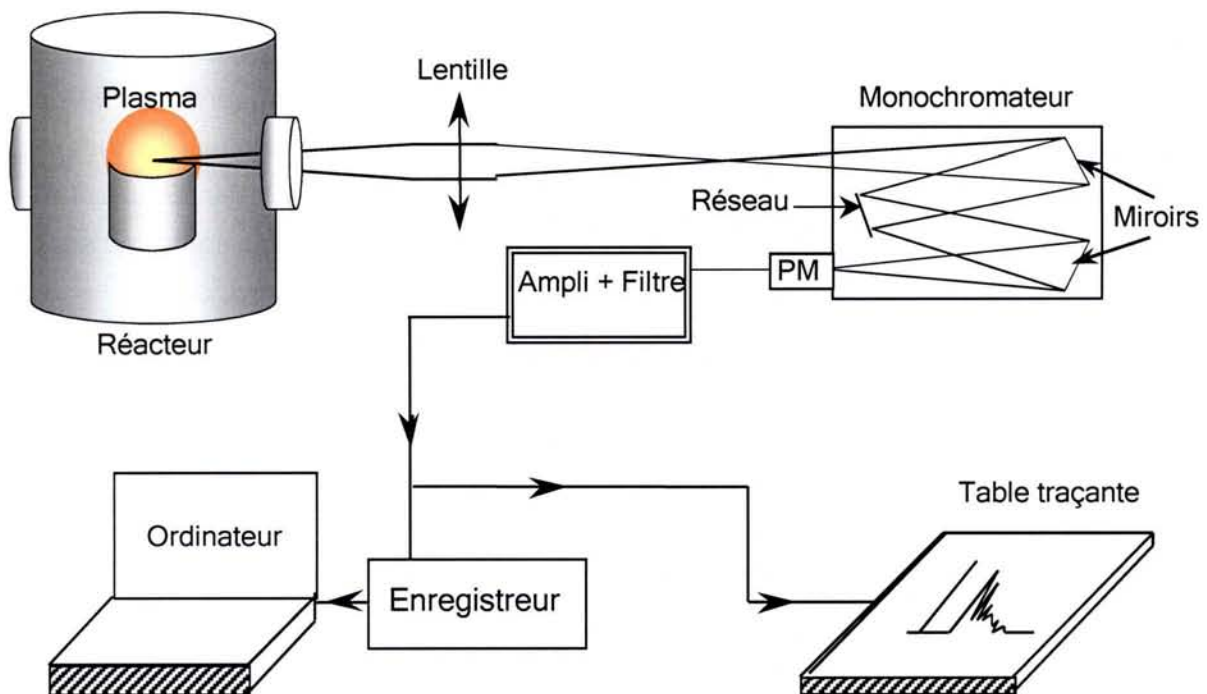 Plasma
Lentille
Monochromateur
Réseau
Miroirs
PM
Ampli + Filtre
Réacteur
Ordinateur
Enregistreur
Table traçante